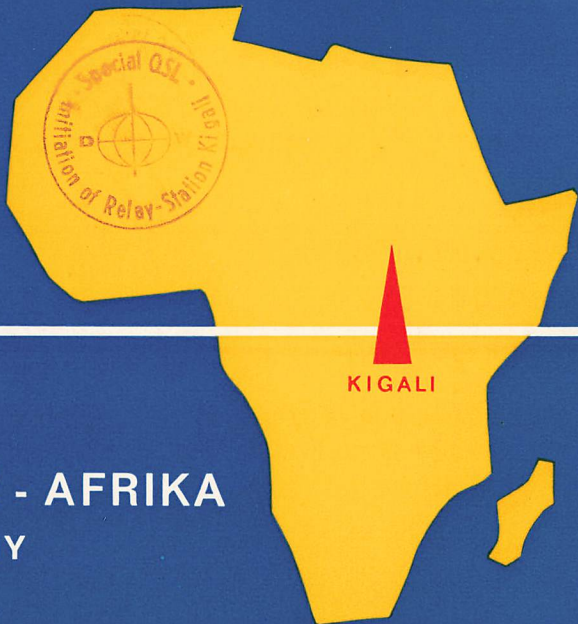 · Special QSL ·
Initiation of Relay-Station Kigali
D W
KIGALI
- AFRIKA
Y